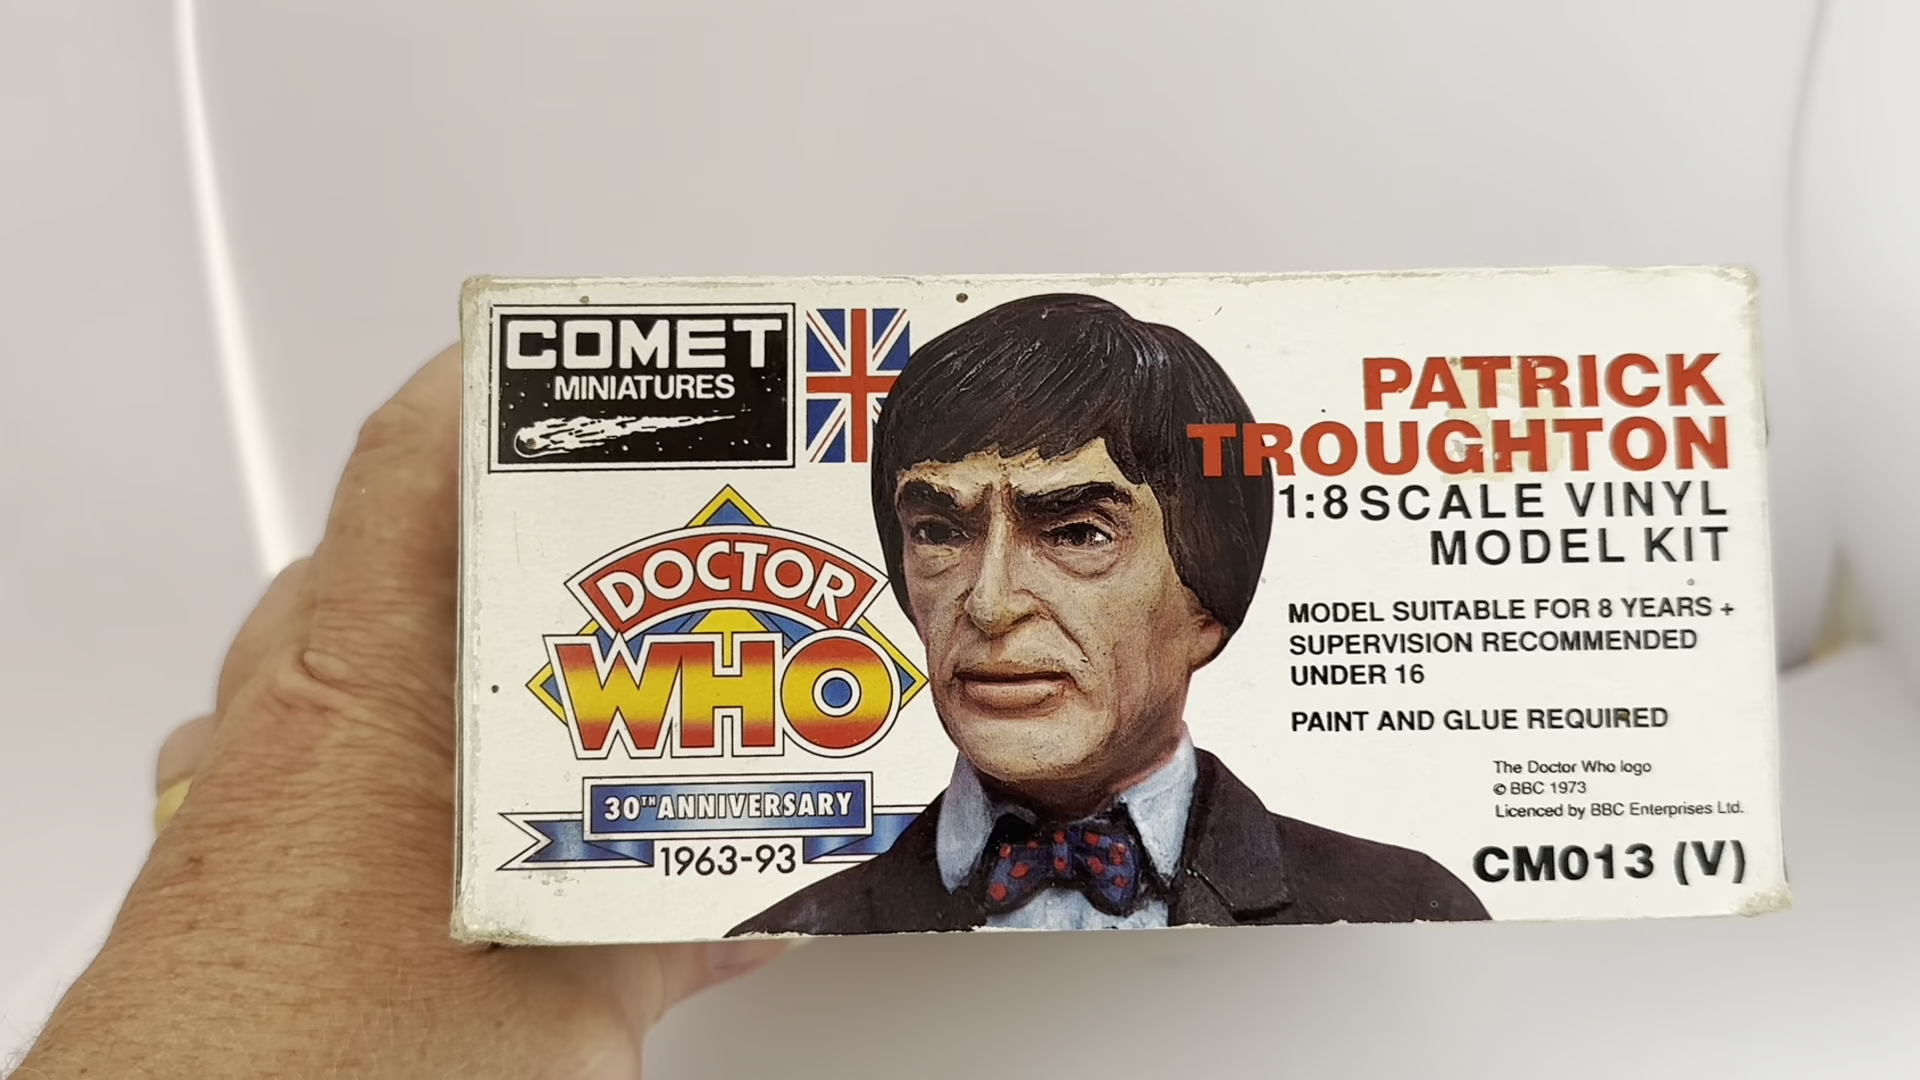 COMET
MINIATURES
DOCTOR
WHO
30TH ANNIVERSARY
1963-93
PATRICK
TROUGHTON
1:8 SCALE VINYL
MODEL KIT
MODEL SUITABLE FOR 8 YEARS +
SUPERVISION RECOMMENDED
UNDER 16
PAINT AND GLUE REQUIRED
The Doctor Who logo
© BBC 1973
Licenced by BBC Enterprises Ltd.
CM013 (V)